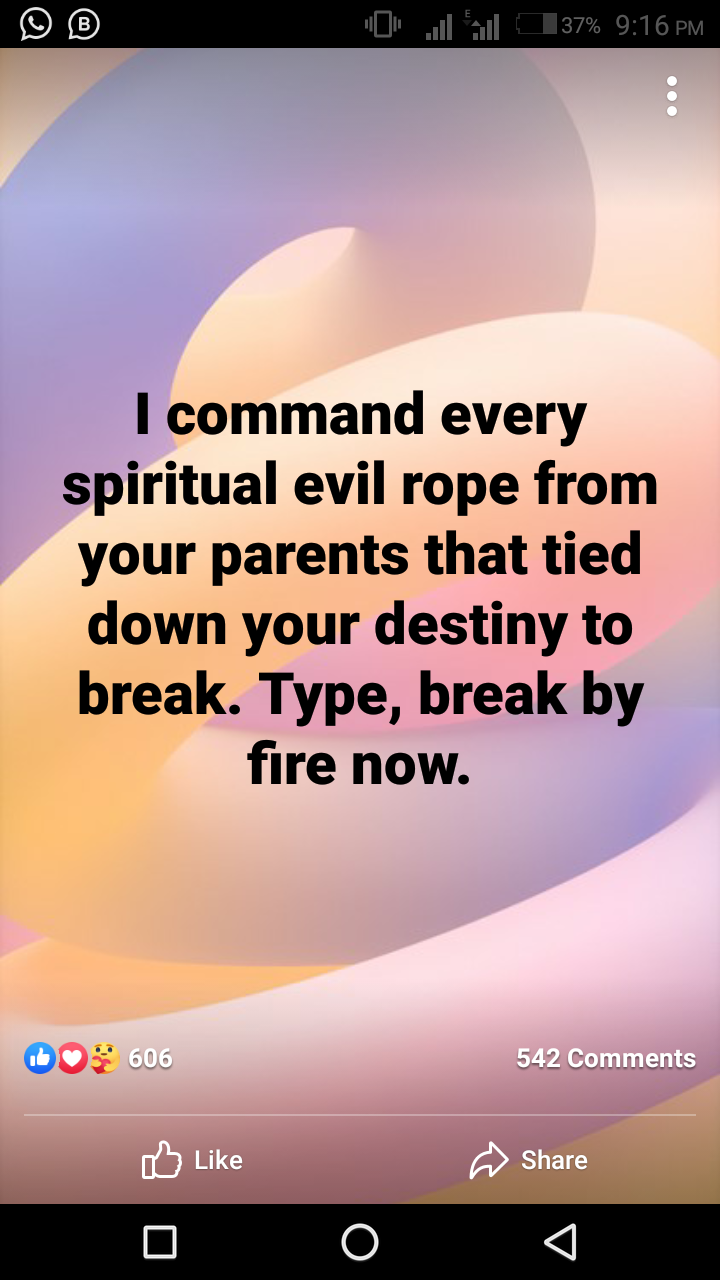 B
E
37% 9:16 PM
I command every
spiritual evil rope from
your parents that tied
down your destiny to
break. Type, break by
fire now.
606
542 Comments
Like
Share